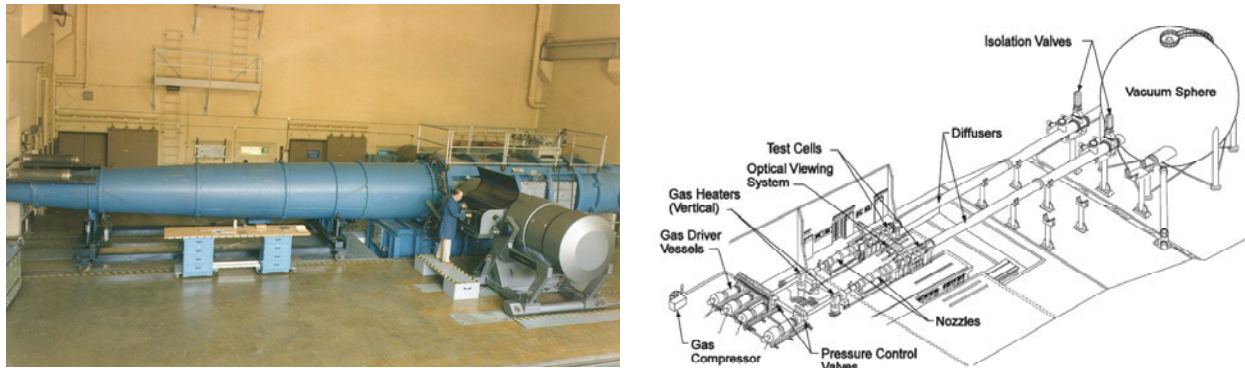 Isolation Valves
Vacuum Sphere
Diffusers
Test Cells
Optical Viewing
System
Gas Heaters
(Vertical)
Gas Driver
Vessels
Nozzles
Gas
Compressor
Pressure Control
Valves